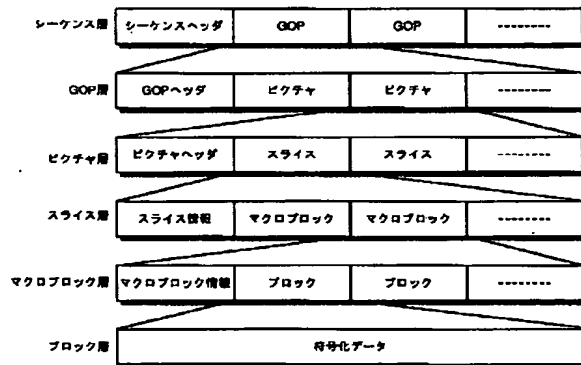 シーケンス層 シーケンスヘッダ GOP GOP --------
GOP層 GOPヘッダ ピクチャ ピクチャ --------
ピクチャ層 ピクチャヘッダ スライス スライス --------
スライス層 スライス情報 マクロブロック マクロブロック --------
マクロブロック層 マクロブロック情報 ブロック ブロック --------
ブロック層 符号化データ